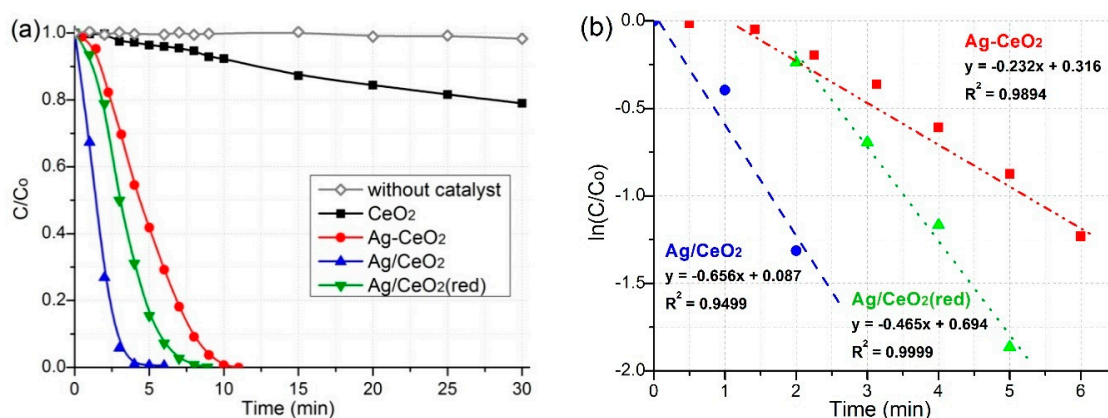 (a)
1.0
0.8
0.6
0.4
0.2
0.0
C/Co
0
5
10
15
20
25
30
Time (min)
without catalyst
CeO₂
Ag-CeO₂
Ag/CeO₂
Ag/CeO₂(red)
(b)
0.0
-0.5
-1.0
-1.5
-2.0
ln(C/Co)
0
1
2
3
4
5
6
Time (min)
Ag-CeO₂
y = -0.232x + 0.316
R² = 0.9894
Ag/CeO₂
y = -0.656x + 0.087
R² = 0.9499
Ag/CeO₂(red)
y = -0.465x + 0.694
R² = 0.9999